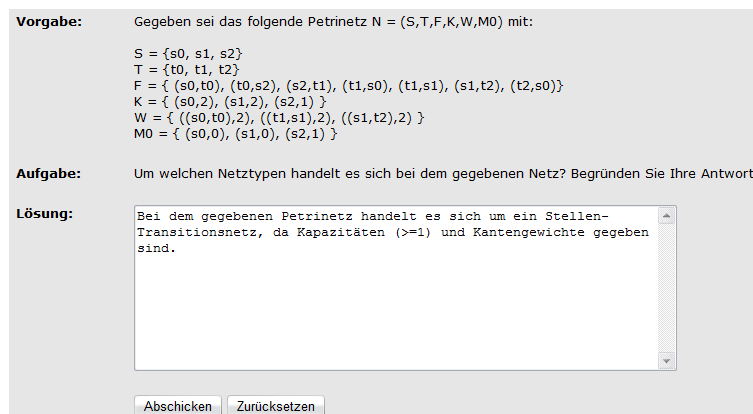 Vorgabe: Gegeben sei das folgende Petrinetz N = (S,T,F,K,W,M0) mit:
S = {s0, s1, s2}
T = {t0, t1, t2}
F = { (s0,t0), (t0,s2), (s2,t1), (t1,s0), (t1,s1), (s1,t2), (t2,s0)}
K = { (s0,2), (s1,2), (s2,1) }
W = { ((s0,t0),2), ((t1,s1),2), ((s1,t2),2) }
M0 = { (s0,0), (s1,0), (s2,1) }
Aufgabe: Um welchen Netztypen handelt es sich bei dem gegebenen Netz? Begründen Sie Ihre Antwort
Lösung: Bei dem gegebenen Petrinetz handelt es sich um ein Stellen-
Transitionsnetz, da Kapazitäten (>=1) und Kantengewichte gegeben
sind.
Abschicken Zurücksetzen